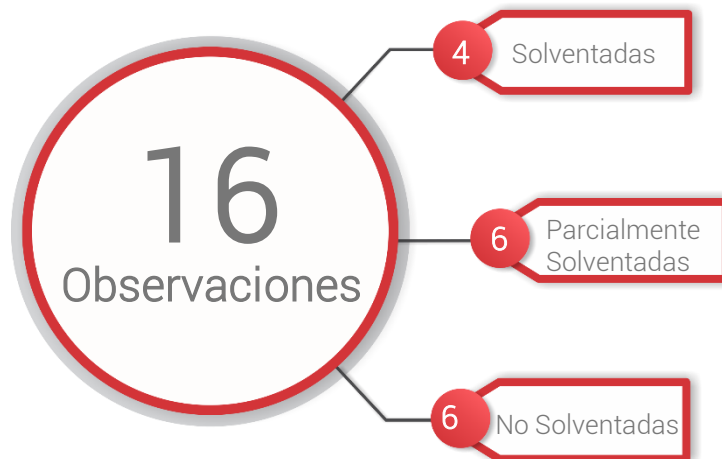 16
Observaciones
4
Solventadas
6
Parcialmente
Solventadas
6
No Solventadas